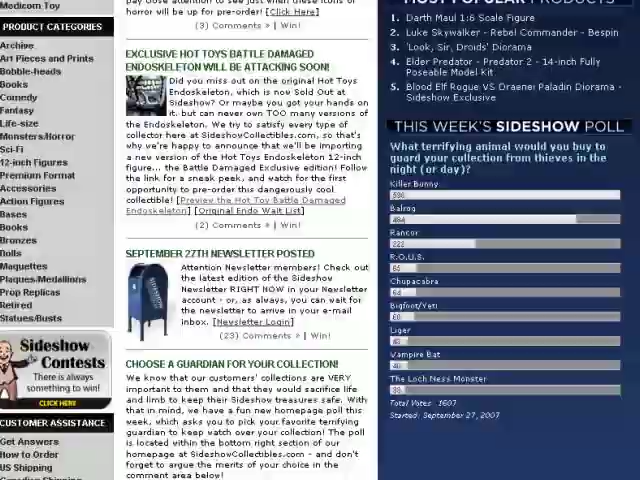 Medicom Toy
PRODUCT CATEGORIES
Archive
Art Pieces and Prints
Bobble-heads
Books
Comedy
Fantasy
Life-size
Monsters/Horror
Sci-Fi
12-inch Figures
Premium Format
Accessories
Action Figures
Bases
Books
Bronzes
Dolls
Maquettes
Plaques/Medallions
Prop Replicas
Retired
Statues/Busts
Sideshow
Contests
There is always
something to win!
CLICK HERE
CUSTOMER ASSISTANCE
Get Answers
How to Order
US Shipping
Canadian Shipping
pay close attention to see just when these icons of
horror will be up for pre-order! [Click Here]
(3) Comments » | Win!
EXCLUSIVE HOT TOYS BATTLE DAMAGED
ENDOSKELETON WILL BE ATTACKING SOON!
Did you miss out on the original Hot Toys
Endoskeleton, which is now Sold Out at
Sideshow? Or maybe you got your hands on
it, but can never own TOO many versions of
the Endoskeleton. We try to satisfy every type of
collector here at SideshowCollectibles.com, so that's
why we're happy to announce that we'll be importing
a new version of the Hot Toys Endoskeleton 12-inch
figure... the Battle Damaged Exclusive edition! Follow
the link for a sneak peek, and watch for the first
opportunity to pre-order this dangerously cool
collectible! [Preview the Hot Toy Battle Damaged
Endoskeleton] [Original Endo Wait List]
(2) Comments » | Win!
SEPTEMBER 27TH NEWSLETTER POSTED
Attention Newsletter members! Check out
the latest edition of the Sideshow
Newsletter RIGHT NOW in your Newsletter
account - or, as always, you can wait for
the newsletter to arrive in your e-mail
inbox. [Newsletter Login]
(23) Comments » | Win!
CHOOSE A GUARDIAN FOR YOUR COLLECTION!
We know that our customers' collections are VERY
important to them and that they would sacrifice life
and limb to keep their Sideshow treasures safe. With
that in mind, we have a fun new homepage poll this
week, which asks you to pick your favorite terrifying
guardian to keep watch over your collection! The poll
is located within the bottom right section of our
homepage at SideshowCollectibles.com - and don't
forget to argue the merits of your choice in the
comment area below!
MOST POPULAR PRODUCTS
1. Darth Maul 1:6 Scale Figure
2. Luke Skywalker - Rebel Commander - Bespin
3. 'Look, Sir, Droids' Diorama
4. Elder Predator - Predator 2 - 14-inch Fully
Poseable Model Kit
5. Blood Elf Rogue VS Draenei Paladin Diorama -
Sideshow Exclusive
THIS WEEK'S SIDESHOW POLL
What terrifying animal would you buy to
guard your collection from thieves in the
night (or day)?
Killer Bunny
Balrog
484
Rancor
222
R.O.U.S.
Chupacabra
64
Bigfoot/Yeti
60
Liger
Vampire Bat
The Loch Ness Monster
Total Votes: 1607
Started: September 27, 2007